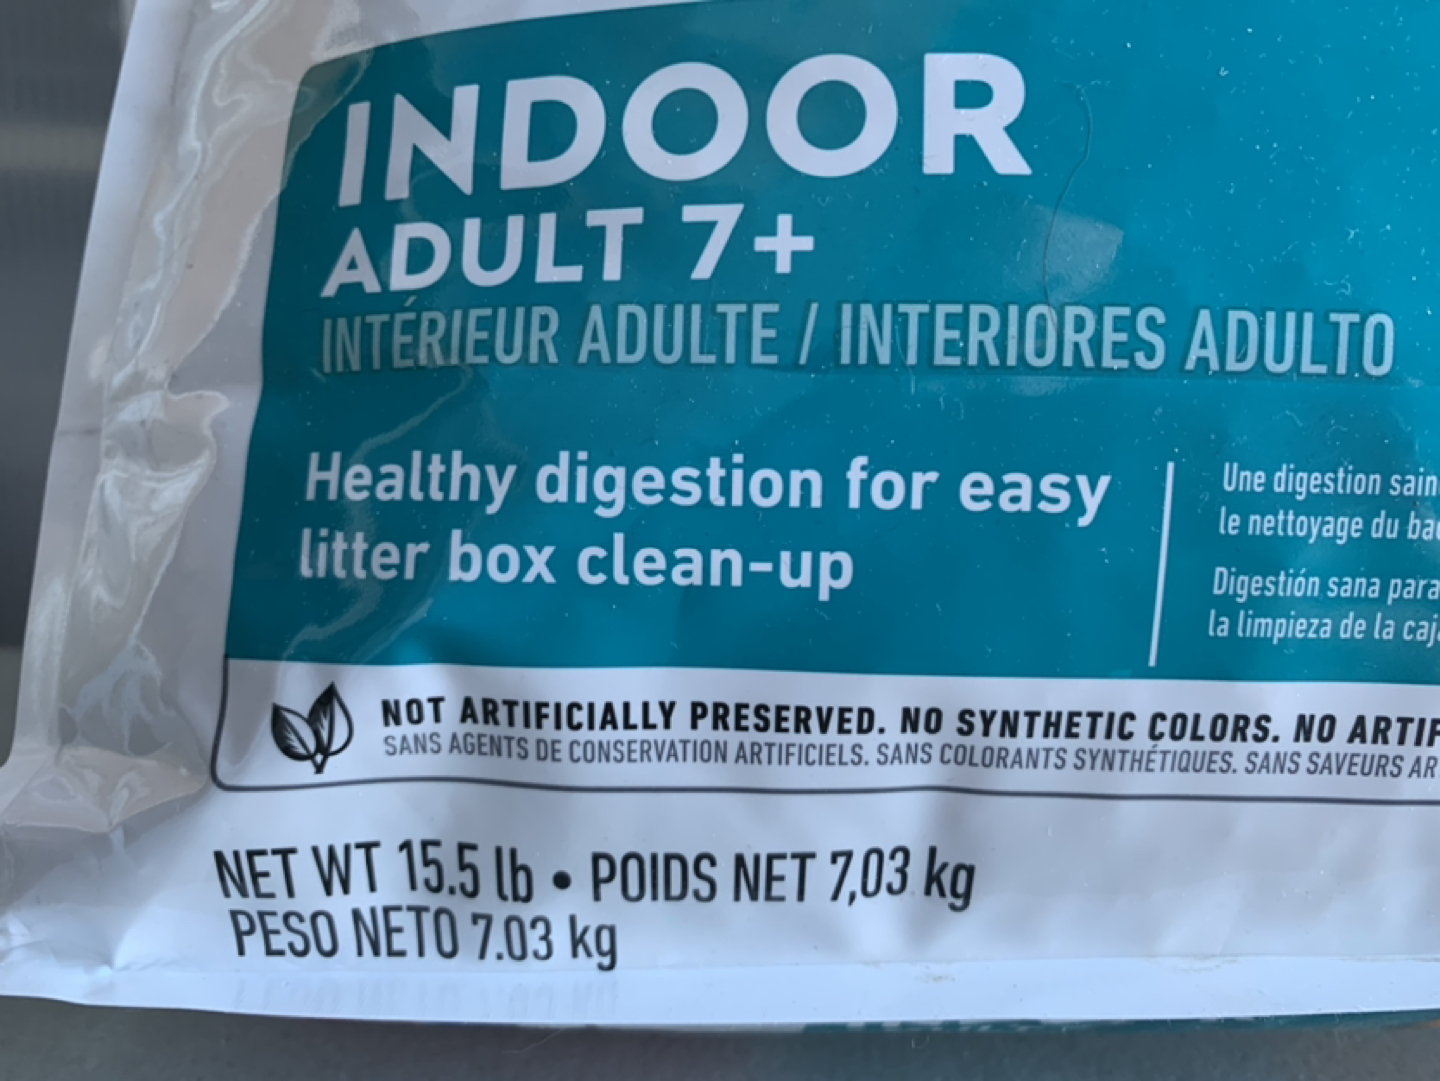 INDOOR
ADULT 7+
INTÉRIEUR ADULTE / INTERIORES ADULTO
Healthy digestion for easy
litter box clean-up
Une digestion sain
le nettoyage du bac
Digestión sana para
la limpieza de la caj
NOT ARTIFICIALLY PRESERVED. NO SYNTHETIC COLORS. NO ARTIF
SANS AGENTS DE CONSERVATION ARTIFICIELS. SANS COLORANTS SYNTHÉTIQUES. SANS SAVEURS AR
NET WT 15.5 lb • POIDS NET 7,03 kg
PESO NETO 7.03 kg